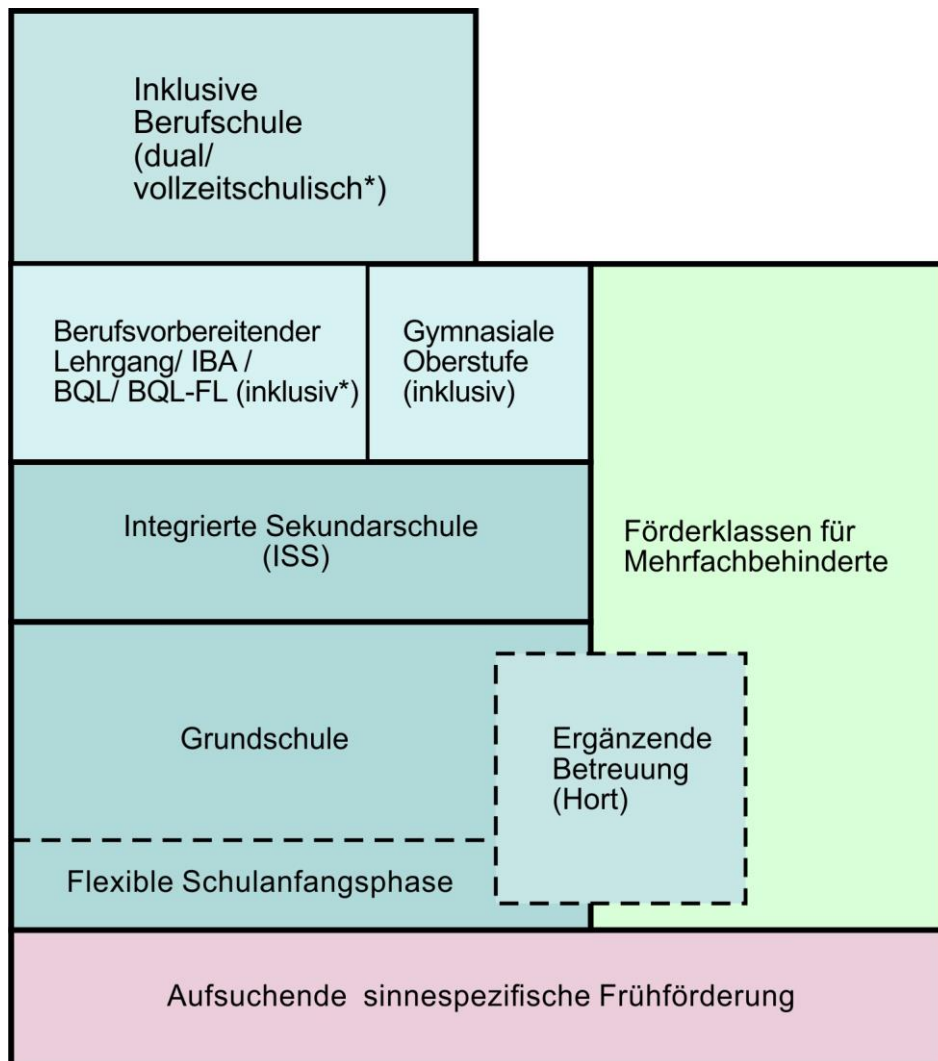 Inklusive
Berufschule
(dual/
vollzeitschulisch*)
Berufsvorbereitender
Lehrgang/ IBA /
BQL/ BQL-FL (inklusiv*)
Gymnasiale
Oberstufe
(inklusiv)
Integrierte Sekundarschule
(ISS)
Förderklassen für
Mehrfachbehinderte
Grundschule
Ergänzende
Betreuung
(Hort)
Flexible Schulanfangsphase
Aufsuchende sinnespezifische Frühförderung